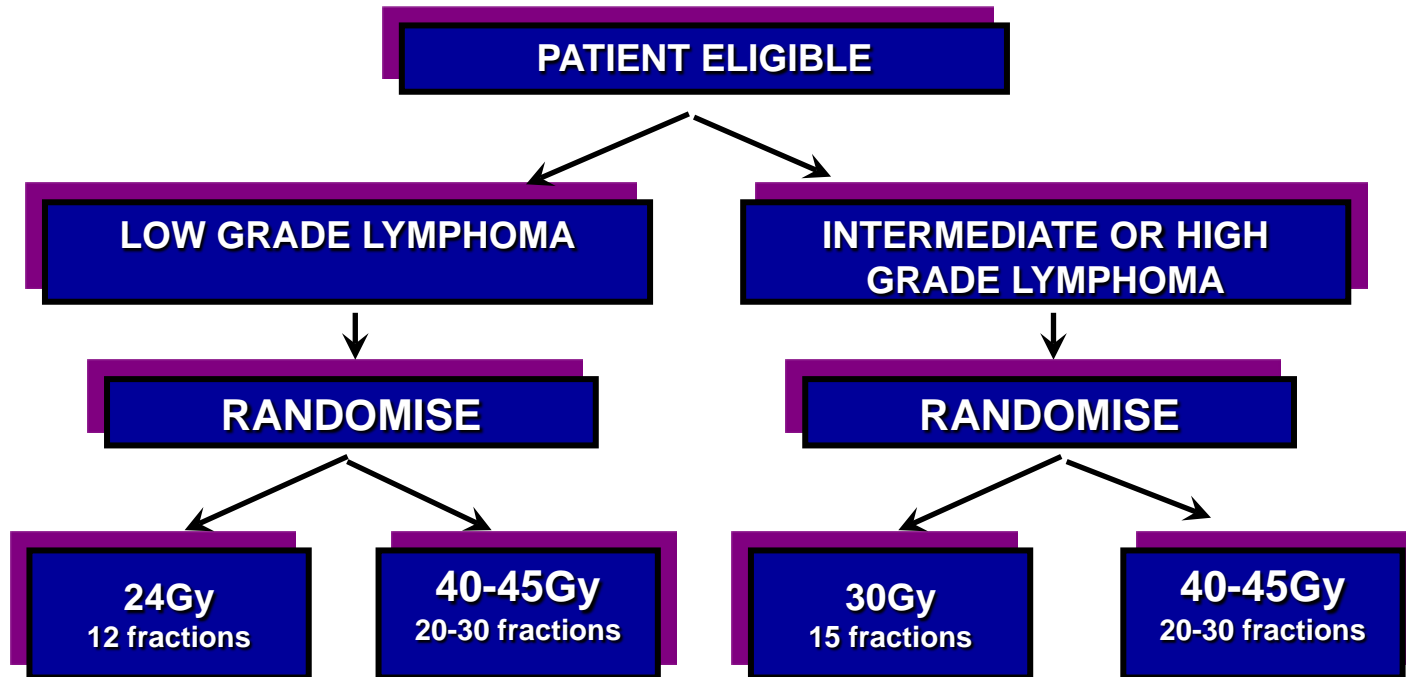 PATIENT ELIGIBLE
LOW GRADE LYMPHOMA
INTERMEDIATE OR HIGH
GRADE LYMPHOMA
RANDOMISE
RANDOMISE
24Gy
12 fractions
40-45Gy
20-30 fractions
30Gy
15 fractions
40-45Gy
20-30 fractions